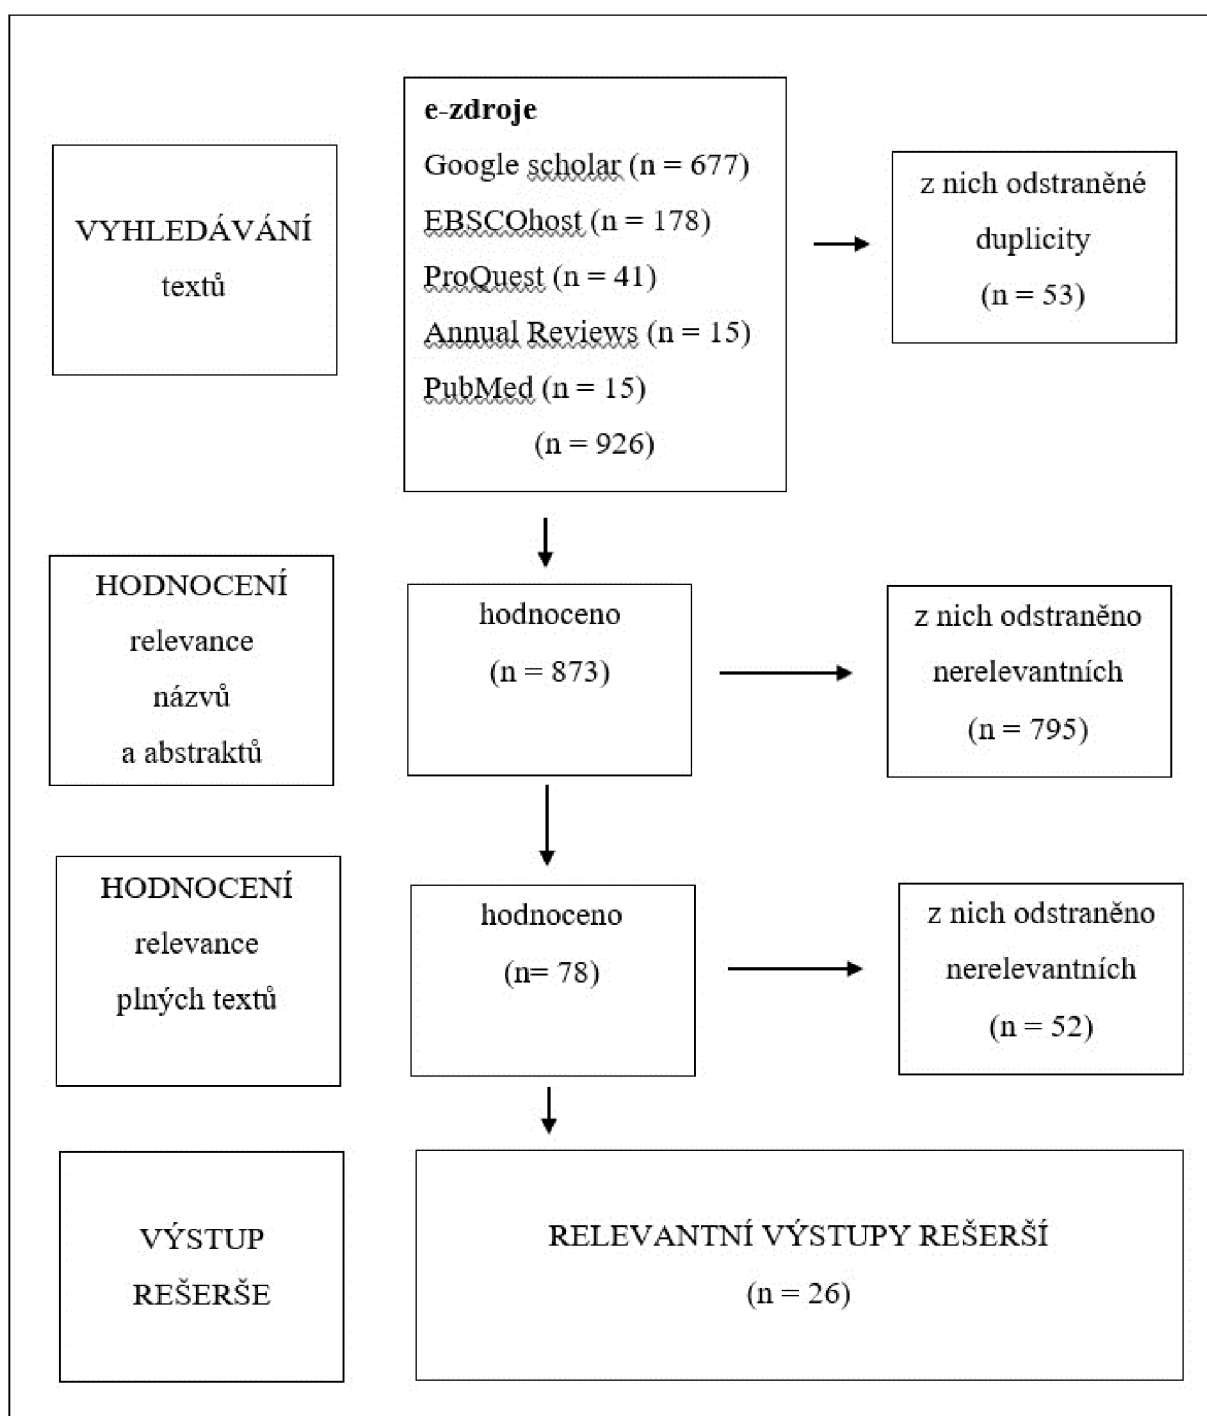 VYHLEDÁVÁNÍ
textů
e-zdroje
Google scholar (n = 677)
EBSCOhost (n = 178)
ProQuest (n = 41)
Annual Reviews (n = 15)
PubMed (n = 15)
(n = 926)
z nich odstraněné
duplicity
(n = 53)
HODNOCENÍ
relevance
názvů
a abstraktů
hodnoceno
(n = 873)
z nich odstraněno
nerelevantních
(n = 795)
HODNOCENÍ
relevance
plných textů
hodnoceno
(n= 78)
z nich odstraněno
nerelevantních
(n = 52)
VÝSTUP
REŠERŠE
RELEVANTNÍ VÝSTUPY REŠERŠÍ
(n = 26)